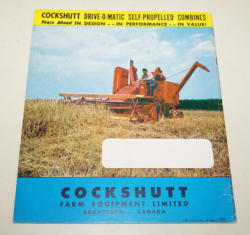 COCKSHUTT DRIVE-O-MATIC SELF-PROPELLED COMBINES
Years Ahead IN DESIGN - - IN PERFORMANCE - - IN VALUE!
COCKSHUTT
FARM EQUIPMENT LIMITED
BRANTFORD - CANADA